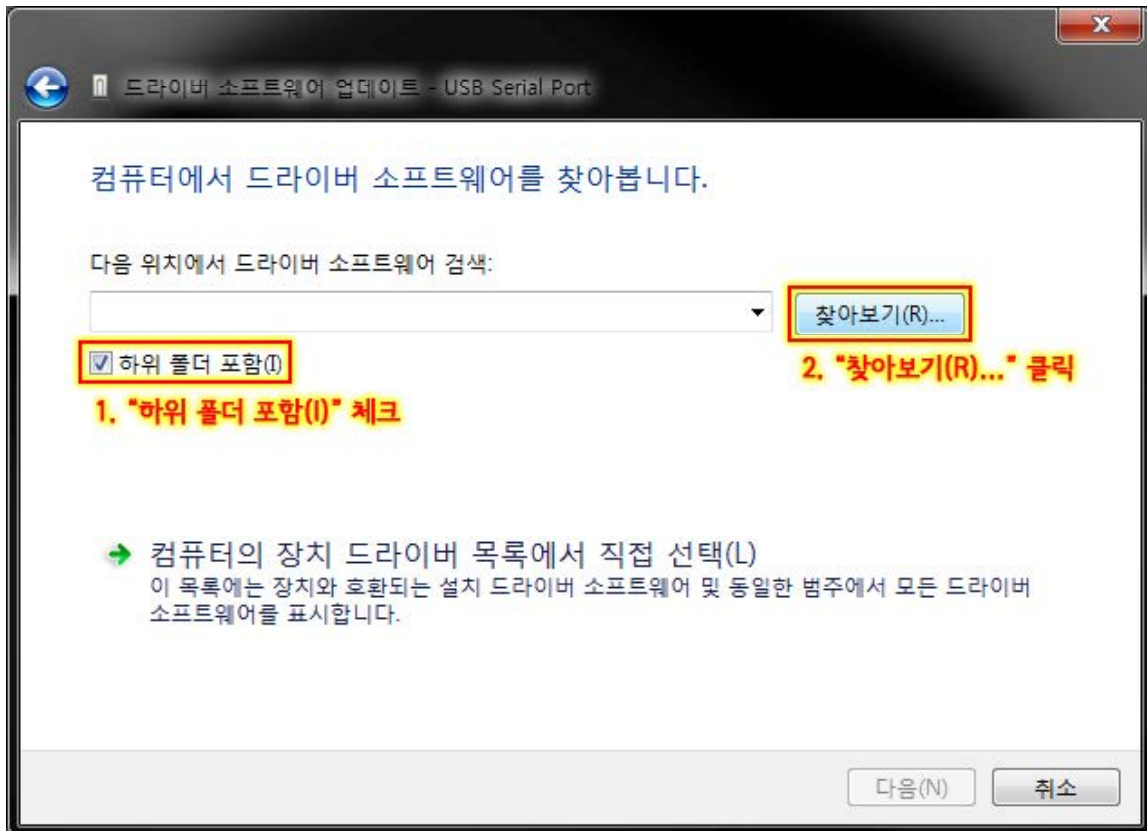 X
드라이버 소프트웨어 업데이트 - USB Serial Port
컴퓨터에서 드라이버 소프트웨어를 찾아봅니다.
다음 위치에서 드라이버 소프트웨어 검색:
찾아보기(R)...
하위 폴더 포함(I)
2. "찾아보기(R)..." 클릭
1. "하위 폴더 포함(I)" 체크
컴퓨터의 장치 드라이버 목록에서 직접 선택(L)
이 목록에는 장치와 호환되는 설치 드라이버 소프트웨어 및 동일한 범주에서 모든 드라이버
소프트웨어를 표시합니다.
다음(N)
취소